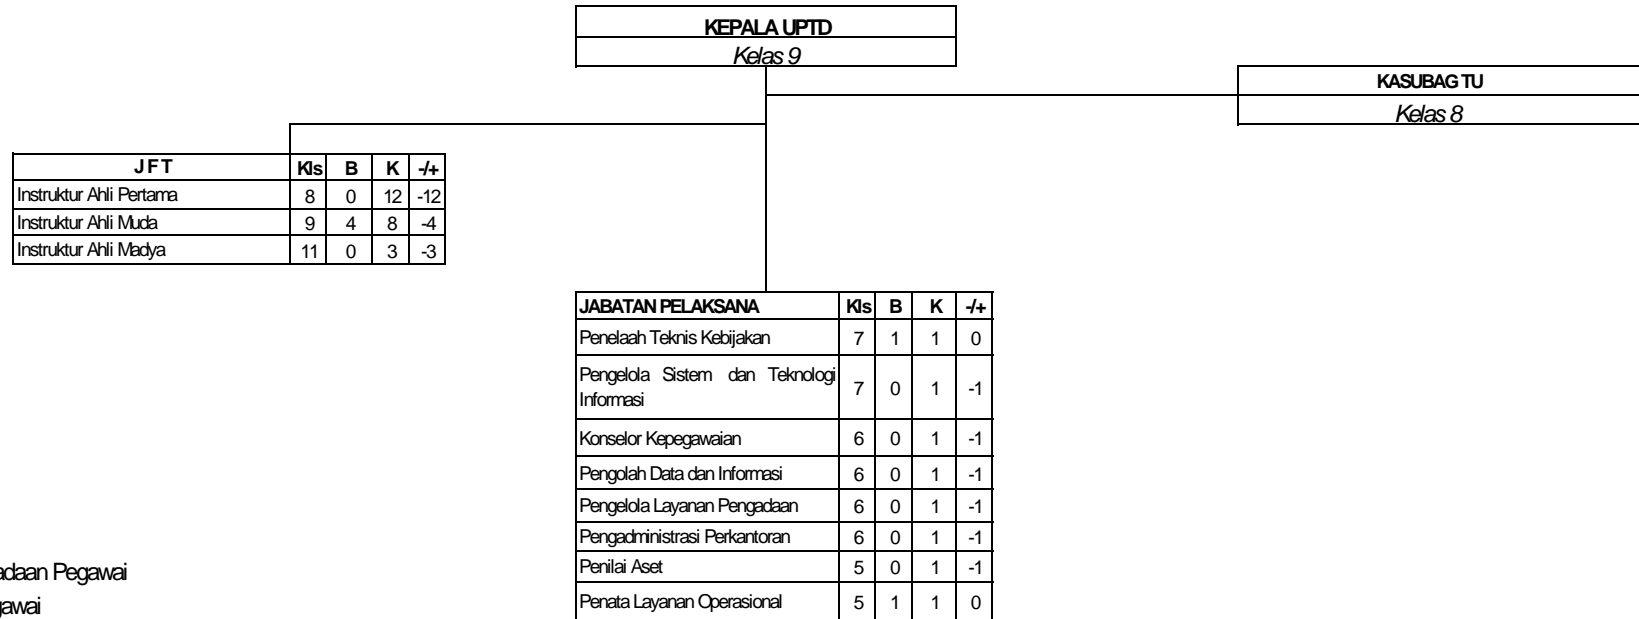 KEPALA UPTD
Kelas 9
KASUBAG TU
Kelas 8
JFT Kls B K -/+
Instruktur Ahli Pertama 8 0 12 -12
Instruktur Ahli Muda 9 4 8 -4
Instruktur Ahli Madya 11 0 3 -3
JABATAN PELAKSANA Kls B K -/+
Penelaah Teknis Kebijakan 7 1 1 0
Pengelola Sistem dan Teknologi
Informasi 7 0 1 -1
Konselor Kepegawaian 6 0 1 -1
Pengolah Data dan Informasi 6 0 1 -1
Pengelola Layanan Pengadaan 6 0 1 -1
Pengadministrasi Perkantoran 6 0 1 -1
Penilai Aset 5 0 1 -1
Penata Layanan Operasional 5 1 1 0
Pegawai